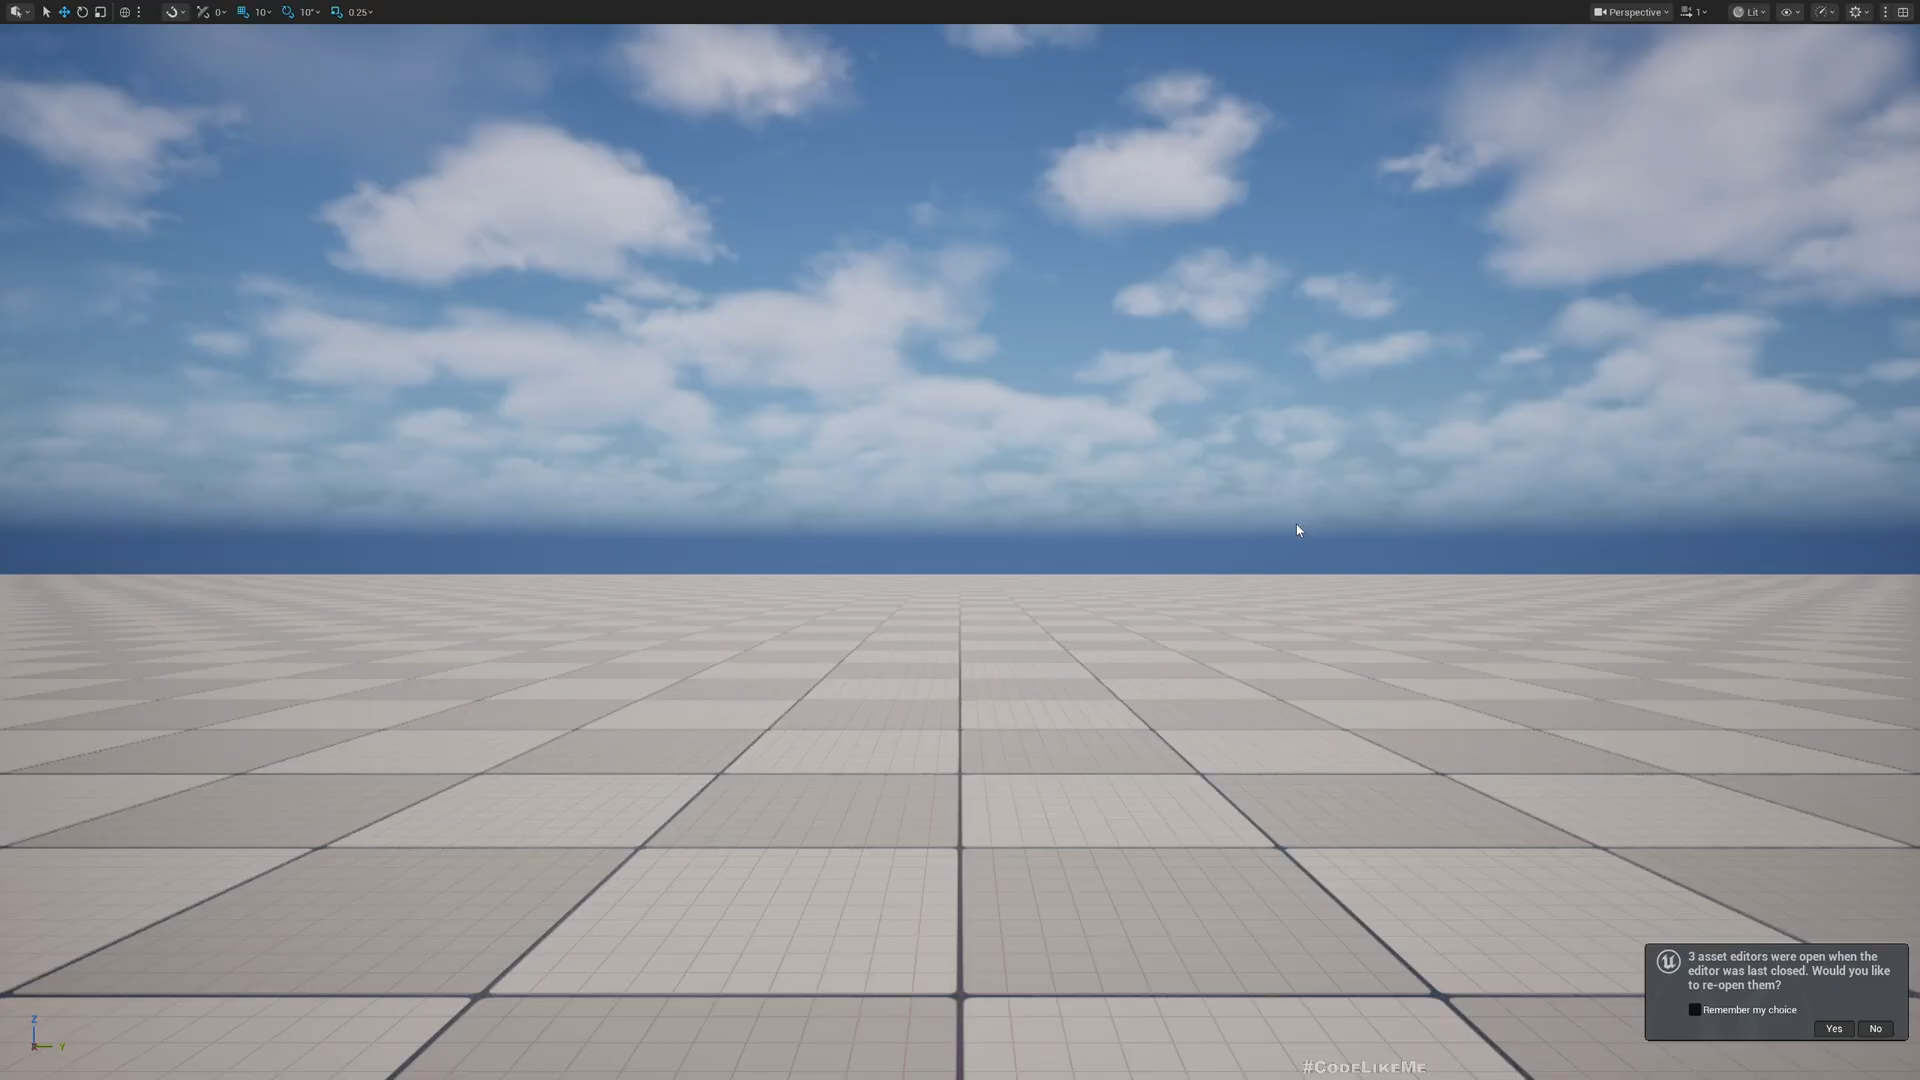 0
10
10°
0.25
Perspective
1
Lit
3 asset editors were open when the
editor was last closed. Would you like
to re-open them?
Remember my choice
Yes
No
Z
Y
#CodeLikeMe